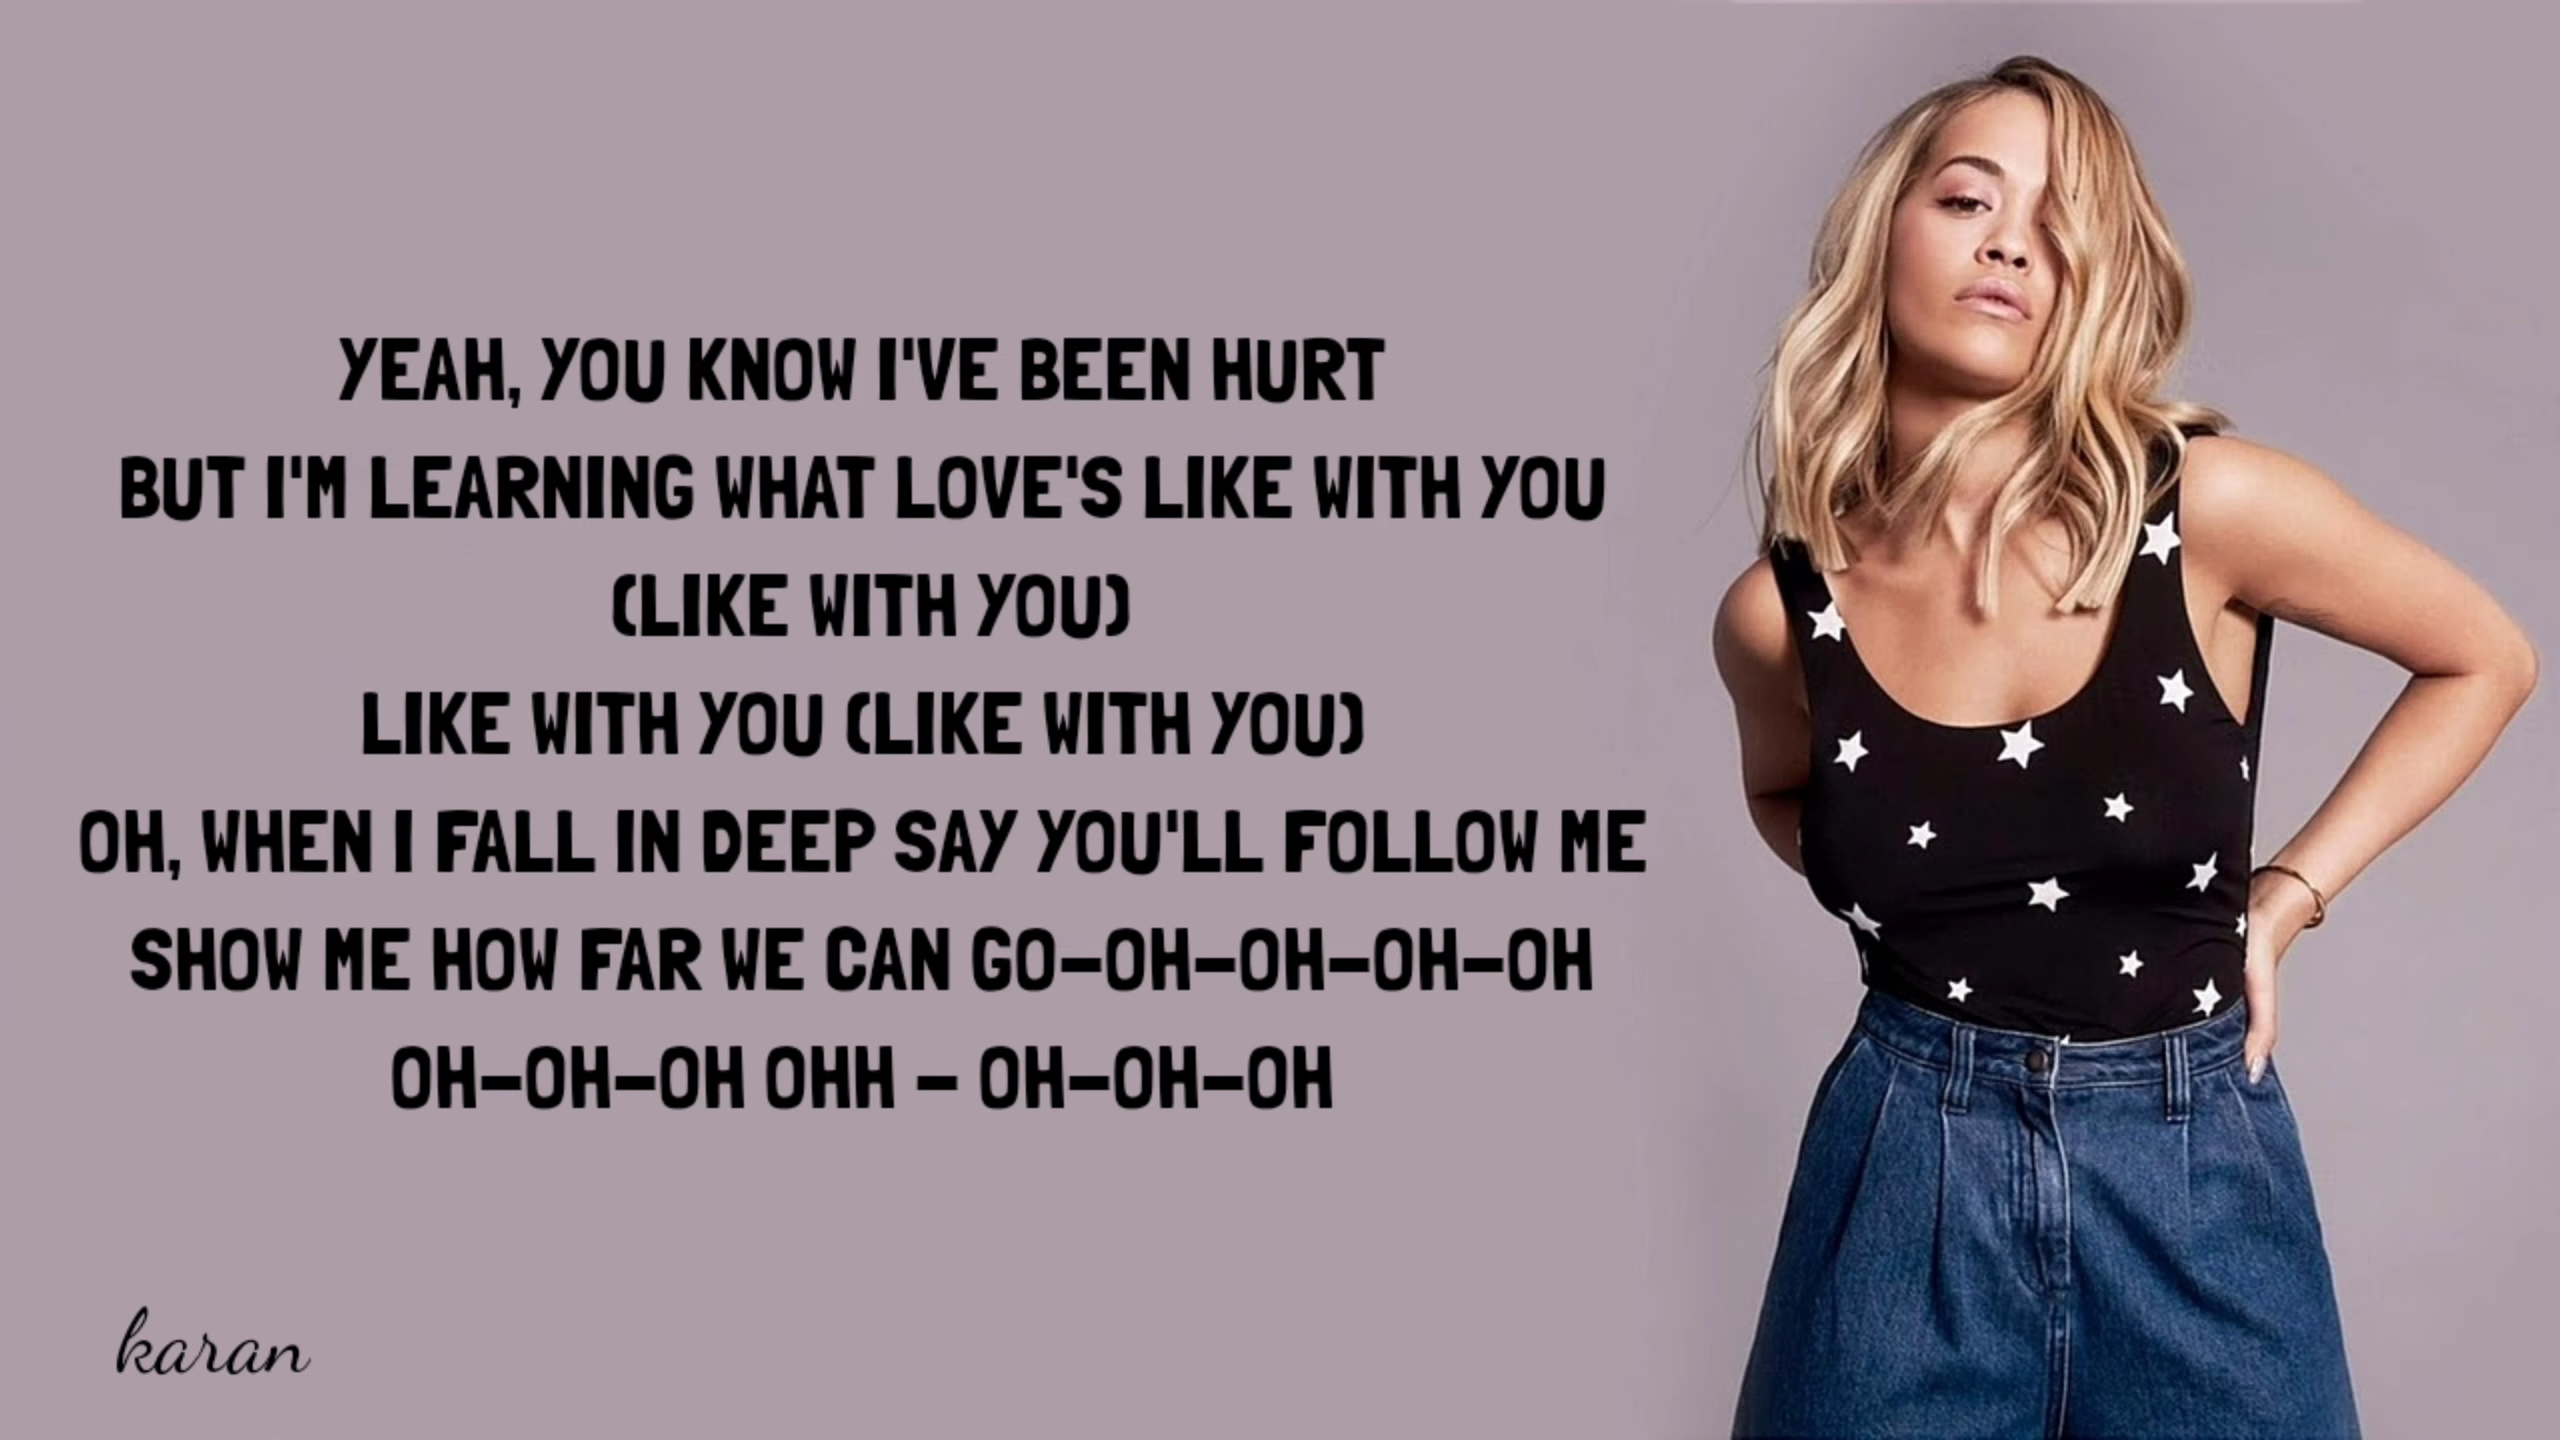 YEAH, YOU KNOW I'VE BEEN HURT
BUT I'M LEARNING WHAT LOVE'S LIKE WITH YOU
(LIKE WITH YOU)
LIKE WITH YOU (LIKE WITH YOU)
OH, WHEN I FALL IN DEEP SAY YOU'LL FOLLOW ME
SHOW ME HOW FAR WE CAN GO-OH-OH-OH-OH
OH-OH-OH OHH - OH-OH-OH
karan